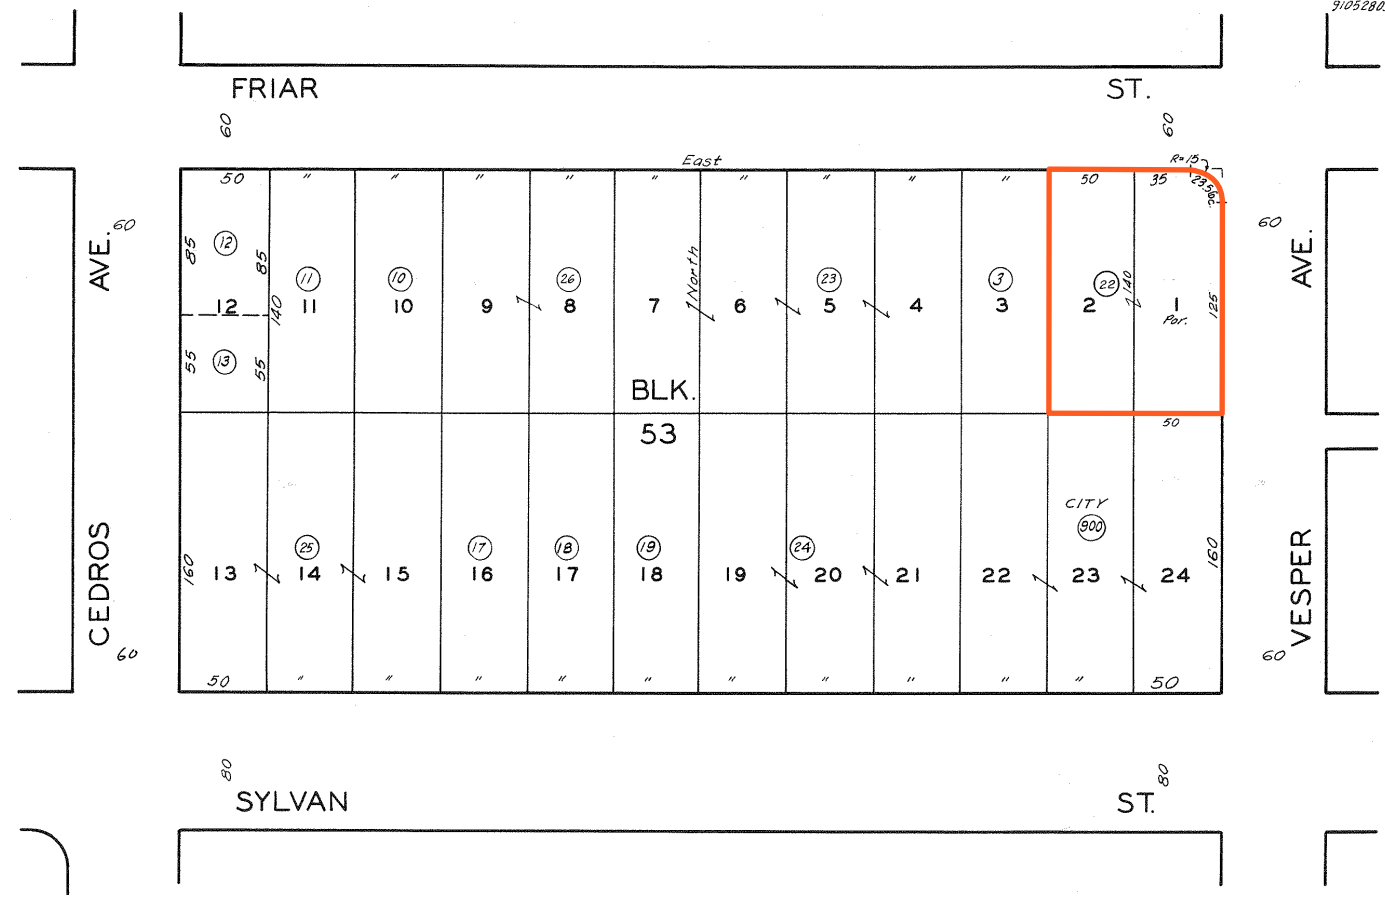 9105280
FRIAR ST.
60 60
East
R=15
50 " " " " " " " " " 50 35 23.56c.
60 60
AVE. AVE.
85 85 North
12 11 10 26 23 3 22
140 140 125
12 11 10 9 8 7 6 5 4 3 2 1
Por.
55 13 55
BLK.
53
50
CITY
900
25 17 18 19 24
160 160
13 14 15 16 17 18 19 20 21 22 23 24
CEDROS VESPER
60 60
50 " " " " " " " " " " 50
80 80
SYLVAN ST.